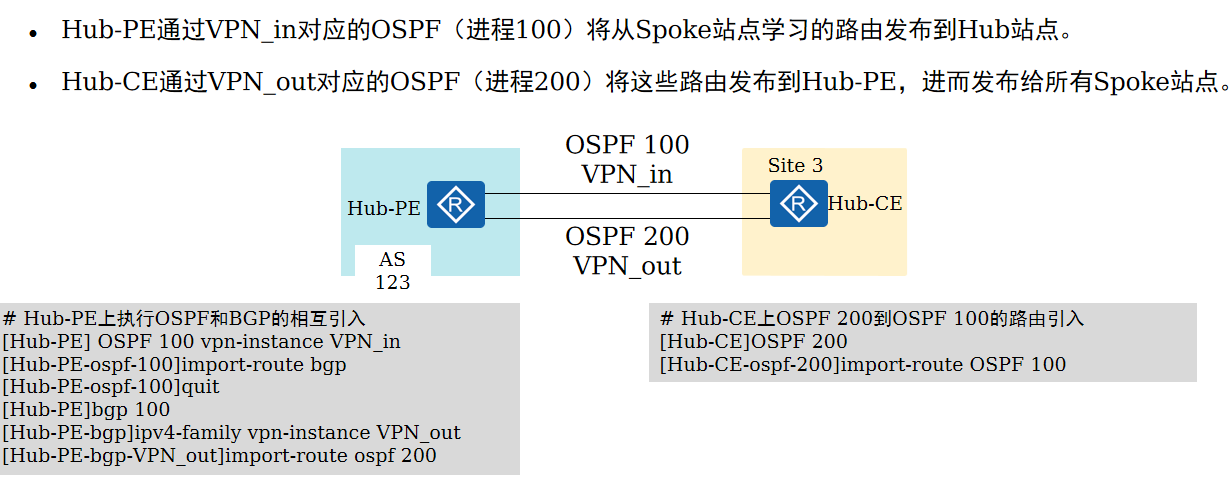 • Hub-PE通过VPN_in对应的OSPF（进程100）将从Spoke站点学习的路由发布到Hub站点。
• Hub-CE通过VPN_out对应的OSPF（进程200）将这些路由发布到Hub-PE，进而发布给所有Spoke站点。
OSPF 100
VPN_in
Site 3
Hub-PE
R
R
Hub-CE
OSPF 200
VPN_out
AS
123
# Hub-PE上执行OSPF和BGP的相互引入
[Hub-PE] OSPF 100 vpn-instance VPN_in
[Hub-PE-ospf-100]import-route bgp
[Hub-PE-ospf-100]quit
[Hub-PE]bgp 100
[Hub-PE-bgp]ipv4-family vpn-instance VPN_out
[Hub-PE-bgp-VPN_out]import-route ospf 200
# Hub-CE上OSPF 200到OSPF 100的路由引入
[Hub-CE]OSPF 200
[Hub-CE-ospf-200]import-route OSPF 100